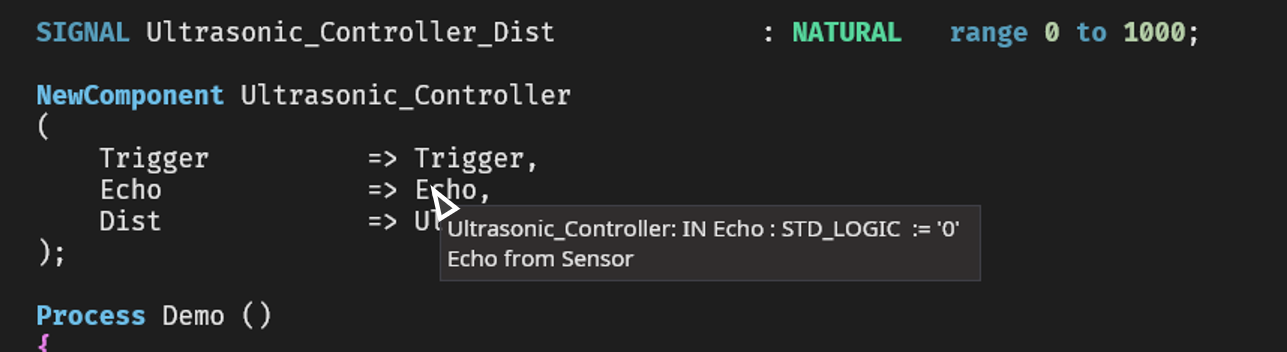 SIGNAL Ultrasonic_Controller_Dist : NATURAL range 0 to 1000;
NewComponent Ultrasonic_Controller
(
Trigger => Trigger,
Echo => Echo,
Dist =>
Ultrasonic_Controller: IN Echo : STD_LOGIC := '0'
Echo from Sensor
);
Process Demo ()
{